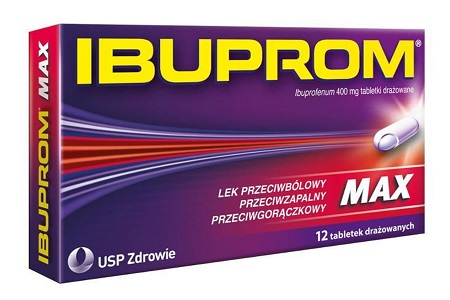 IBUPROM MAX
IBUPROM®
Ibuprofenum 400 mg tabletki drażowane
LEK PRZECIWBÓLOWY
PRZECIWZAPALNY
PRZECIWGORĄCZKOWY
MAX
USP Zdrowie
12 tabletek drażowanych